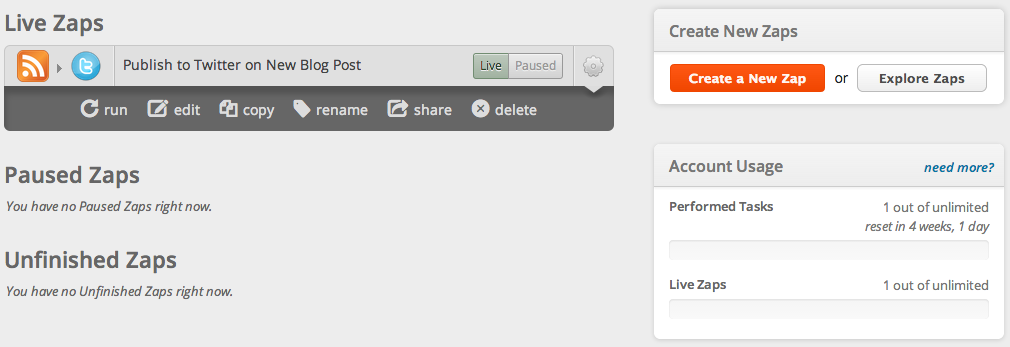 Live Zaps
Publish to Twitter on New Blog Post
Live Paused
run edit copy rename share delete
Paused Zaps
You have no Paused Zaps right now.
Unfinished Zaps
You have no Unfinished Zaps right now.
Create New Zaps
Create a New Zap or Explore Zaps
Account Usage need more?
Performed Tasks 1 out of unlimited
reset in 4 weeks, 1 day
Live Zaps 1 out of unlimited